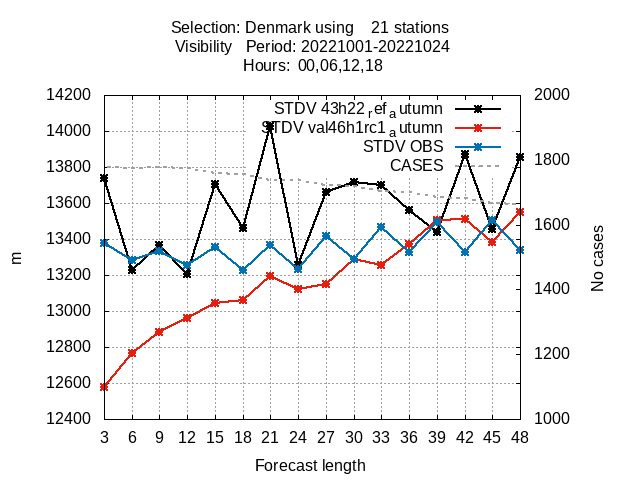 Selection: Denmark using 21 stations
Visibility Period: 20221001-20221024
Hours: 00,06,12,18
STDV 43h22refautumn
STDV val46h1rc1autumn
STDV OBS
CASES
14200
14000
13800
13600
13400
13200
13000
12800
12600
12400
2000
1800
1600
1400
1200
1000
m
No cases
3 6 9 12 15 18 21 24 27 30 33 36 39 42 45 48
Forecast length